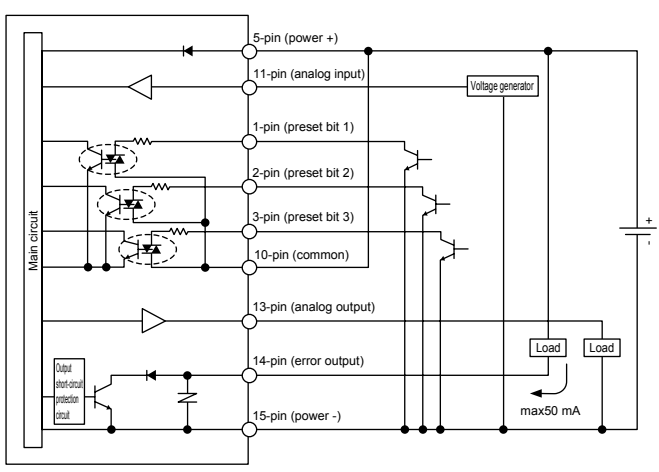 5-pin (power +)
11-pin (analog input)
Voltage generator
1-pin (preset bit 1)
2-pin (preset bit 2)
3-pin (preset bit 3)
+
-
Main circuit
10-pin (common)
13-pin (analog output)
Load
Load
14-pin (error output)
Output
short-circuit
protection
circuit
max50 mA
15-pin (power -)